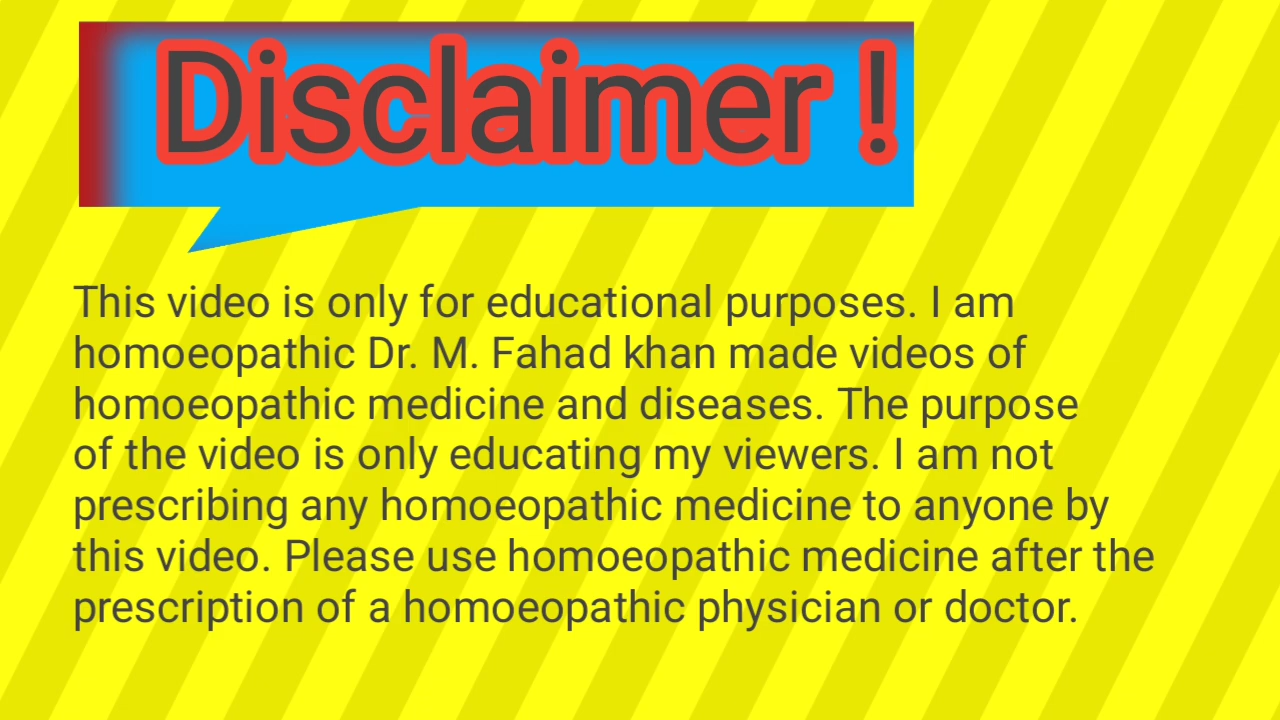 Disclaimer !
This video is only for educational purposes. I am
homoeopathic Dr. M. Fahad khan made videos of
homoeopathic medicine and diseases. The purpose
of the video is only educating my viewers. I am not
prescribing any homoeopathic medicine to anyone by
this video. Please use homoeopathic medicine after the
prescription of a homoeopathic physician or doctor.